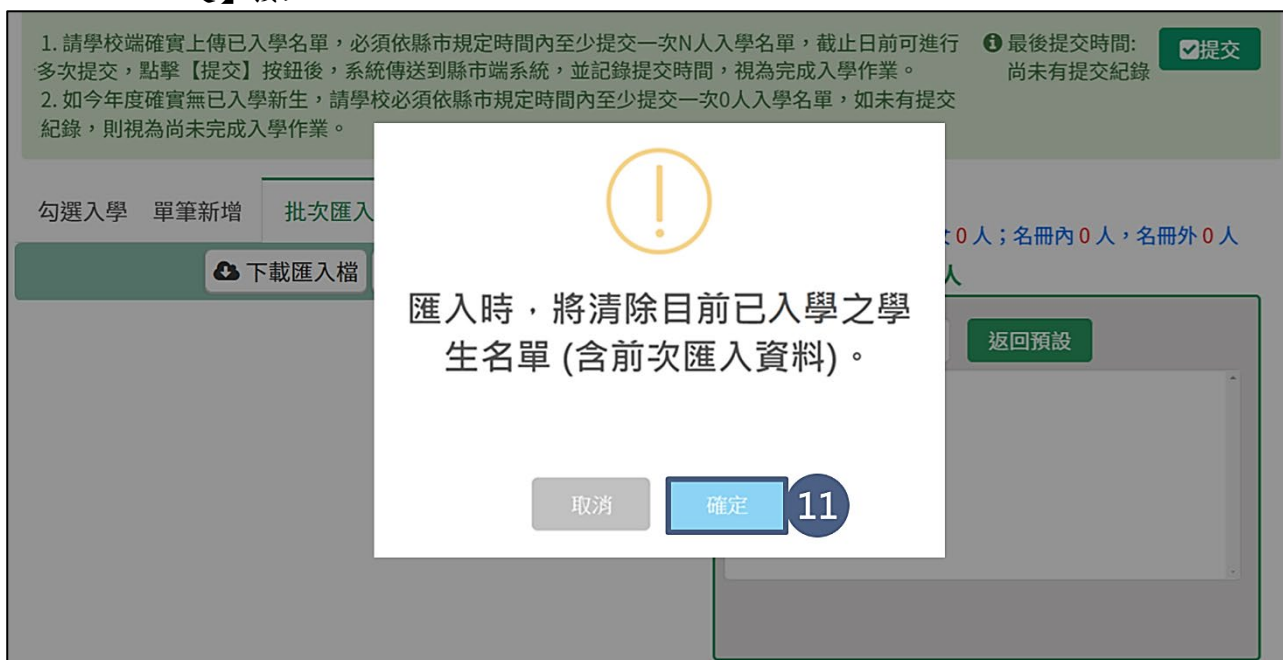 1. 請學校端確實上傳已入學名單，必須依縣市規定時間內至少提交一次N人入學名單，截止日前可進行
多次提交，點擊【提交】按鈕後，系統傳送到縣市端系統，並記錄提交時間，視為完成入學作業。
2. 如今年度確實無已入學新生，請學校必須依縣市規定時間內至少提交一次0人入學名單，如未有提交
紀錄，則視為尚未完成入學作業。
最後提交時間:
尚未有提交紀錄
提交
勾選入學 單筆新增 批次匯入
0 人；名冊內 0 人，名冊外 0 人
下載匯入檔
人
返回預設
匯入時，將清除目前已入學之學
生名單 (含前次匯入資料)。
取消 確定 11